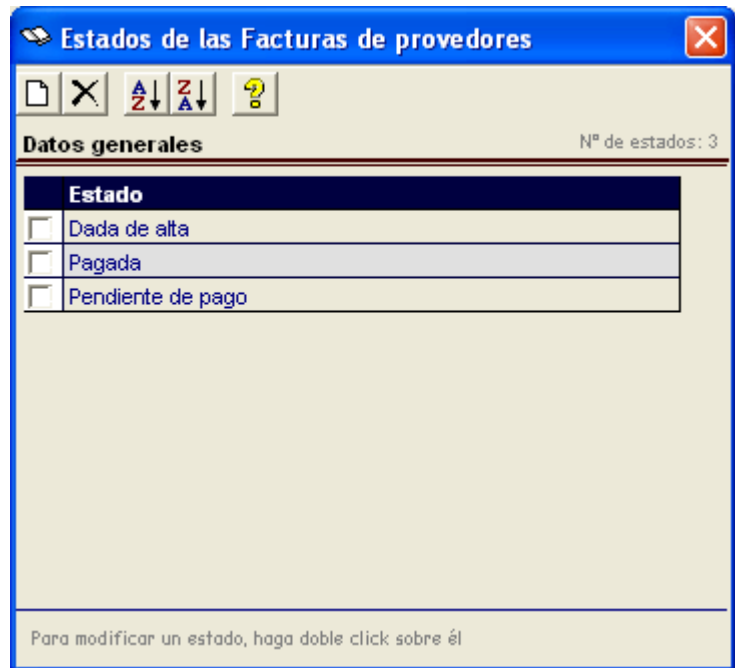 Estados de las Facturas de provedores
A Z Z A ?
Datos generales
Nº de estados: 3
Estado
Dada de alta
Pagada
Pendiente de pago
Para modificar un estado, haga doble click sobre él